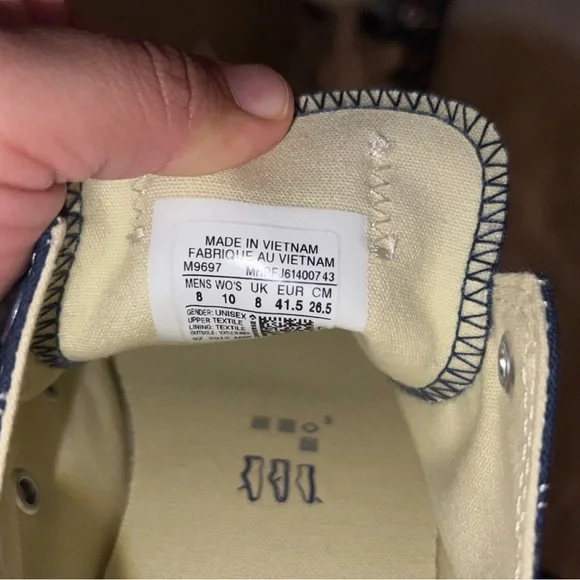 MADE IN VIETNAM
FABRIQUE AU VIETNAM
M9697
MENS WO'S UK EUR CM
8 10 8 41.5 26.5
GENDER: UNISEX
UPPER TEXTILE
LINING: TEXTILE
OUTSOLE: